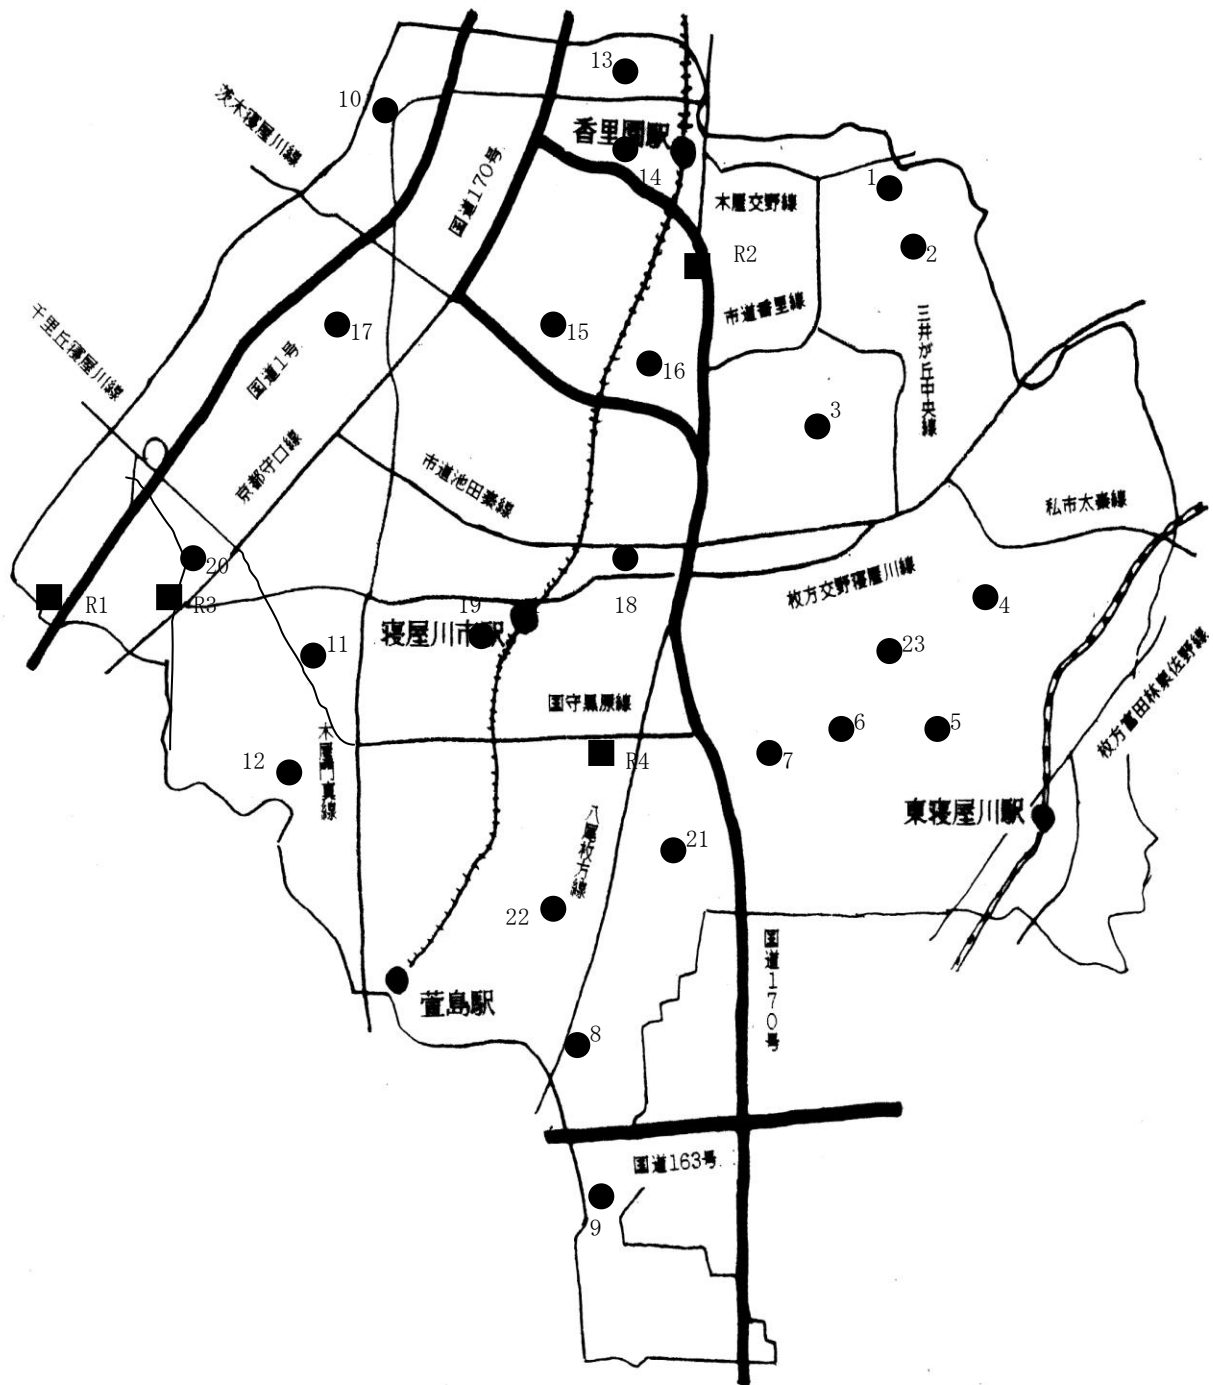 13
10
茨木寝屋川線
香里園駅
14
国道170号
1
木屋交野線
2
R2
市道香里線
三井が丘中央線
千里丘寝屋川線
17
15
国道1号
16
3
京都守口線
市道池田秦線
私市太秦線
20
枚方交野寝屋川線
R1
R3
19
18
4
寝屋川市駅
11
23
枚方富田林泉佐野線
国守黒原線
木屋門真線
6
5
12
R4
7
八尾枚方線
東寝屋川駅
21
22
国道170号
萱島駅
8
国道163号
9